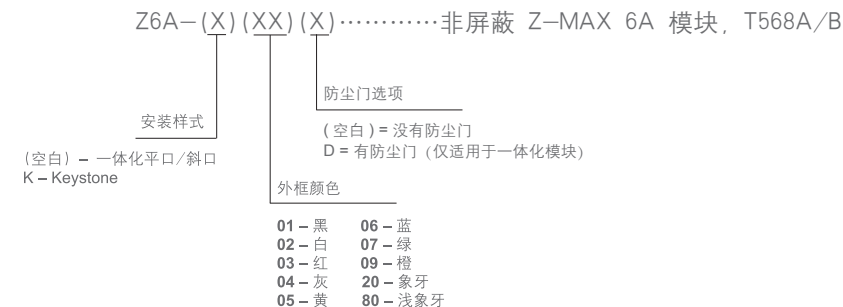 Z6A-(X)(XX)(X)············非屏蔽 Z-MAX 6A 模块, T568A/B
防尘门选项
(空白)= 没有防尘门
D = 有防尘门 (仅适用于一体化模块)
安装样式
(空白) – 一体化平口/斜口
K – Keystone
外框颜色
01 – 黑 06 – 蓝
02 – 白 07 – 绿
03 – 红 09 – 橙
04 – 灰 20 – 象牙
05 – 黄 80 – 浅象牙